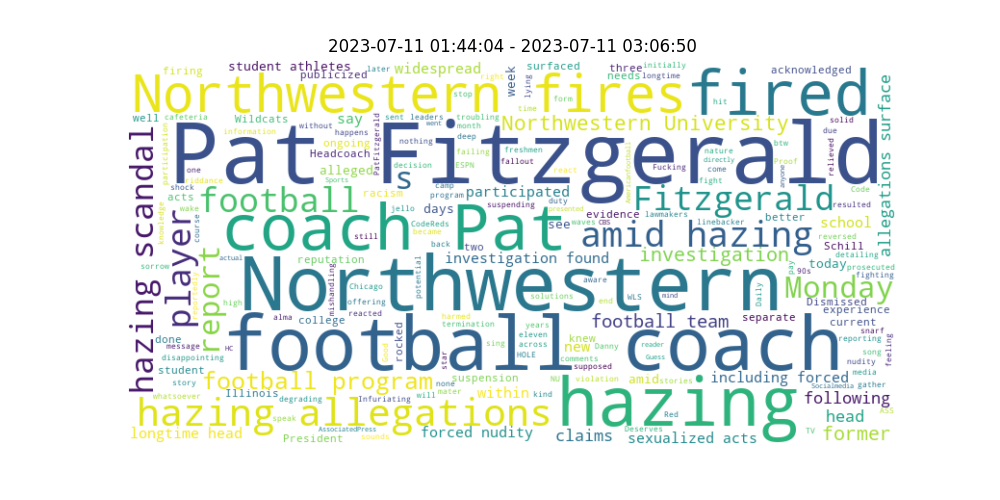 2023-07-11 01:44:04 - 2023-07-11 03:06:50
student athletes
publicized
later
widespread
surfaced
three
initially
needs
longtime
acknowledged
firing
right
week
lying
Northwestern fires
fired
surface
stop
form
hit
time
well
cafeteria
Wildcats
say
sent leaders
troubling
Northwestern University
solid
information
without
went
month
due
Pat Fitzgerald
participation
ongoing
happens
nothing
deep
freshmen
nature
btw
relieved
Headcoach
PatFitzgerald
decision
failing
fallout
directly
Proof
one
alleged
ESPN
react
come
anyone
riddance
Sports
s
camp
Fucking
fight
Code
shock
racism
program
participated
Fitzgerald
resulted
acts
football
jello
days
suspending
duty
presented
evidence
lawmakers
better
school
allegations
hazing scandal
player
knowledge
wake
course
coach Pat
CodeReds
became
see
waves
CBS
linebacker
amid hazing
reversed
Schill
detailing
still
back
two
report
actual
reputation
investigation found
investigation
today
prosecuted
sorrow
mishandling
potential
aware
pay
90s
fighting
Northwestern
Chicago
Monday
high
offering
solutions
end
WLS
mind
Daily
Dismissed
experience
alma
college
reacted
harmed
termination
years
football team
separate
current
football coach
done
rocked
eleven
knew
snarf
message
HC
Good
sing
across
new
Danny
reader
reporting
disappointing
star
HOLE
comments
Guess
song
feeling
student
supposed
nudity
media
story
football program
none
suspension
NU
violation
amid
stories
including forced
Socialmedia
gather
whatsoever
Illinois
degrading
Infuriating
will
mater
within
kind
following
hazing allegations
hazing
speak
Red
head
ASS
longtime head
President
AssociatedPress
sounds
forced nudity
claims
Deserves
sexualized acts
TV
former